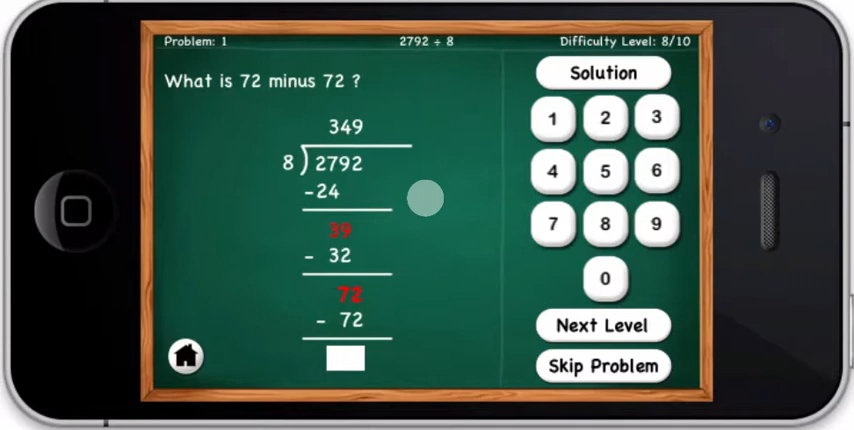 Problem: 1 2792 ÷ 8 Difficulty Level: 8/10
What is 72 minus 72 ?
349
8 ) 2792
-24
39
- 32
72
- 72
Solution
1 2 3
4 5 6
7 8 9
0
Next Level
Skip Problem